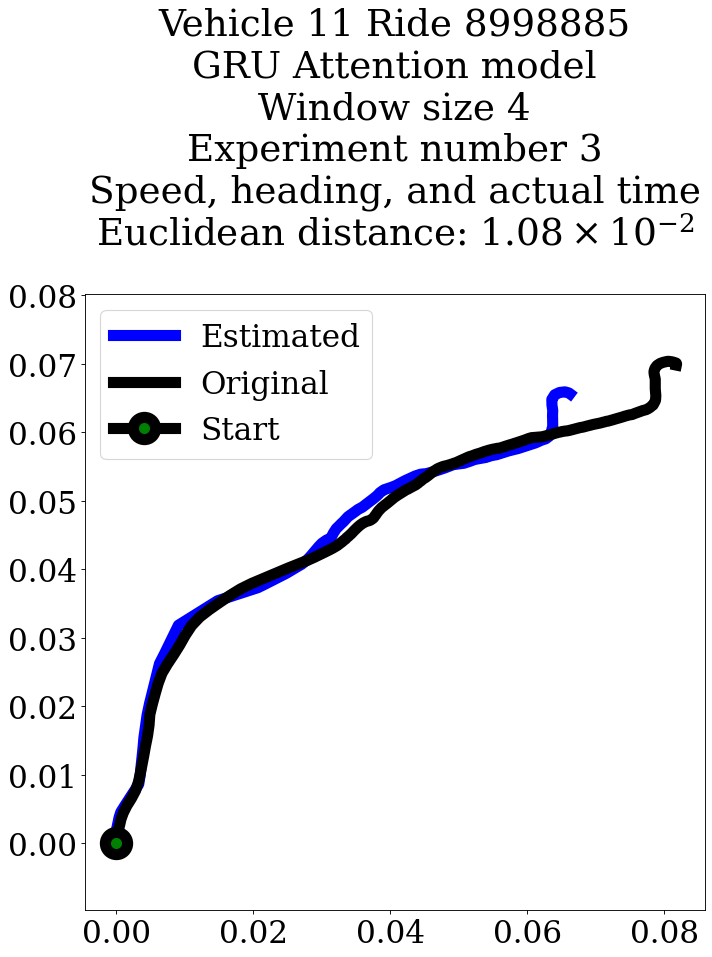 Vehicle 11 Ride 8998885
GRU Attention model
Window size 4
Experiment number 3
Speed, heading, and actual time
Euclidean distance: 1.08 × 10⁻²
0.08
0.07
0.06
0.05
0.04
0.03
0.02
0.01
0.00
Estimated
Original
Start
0.00 0.02 0.04 0.06 0.08